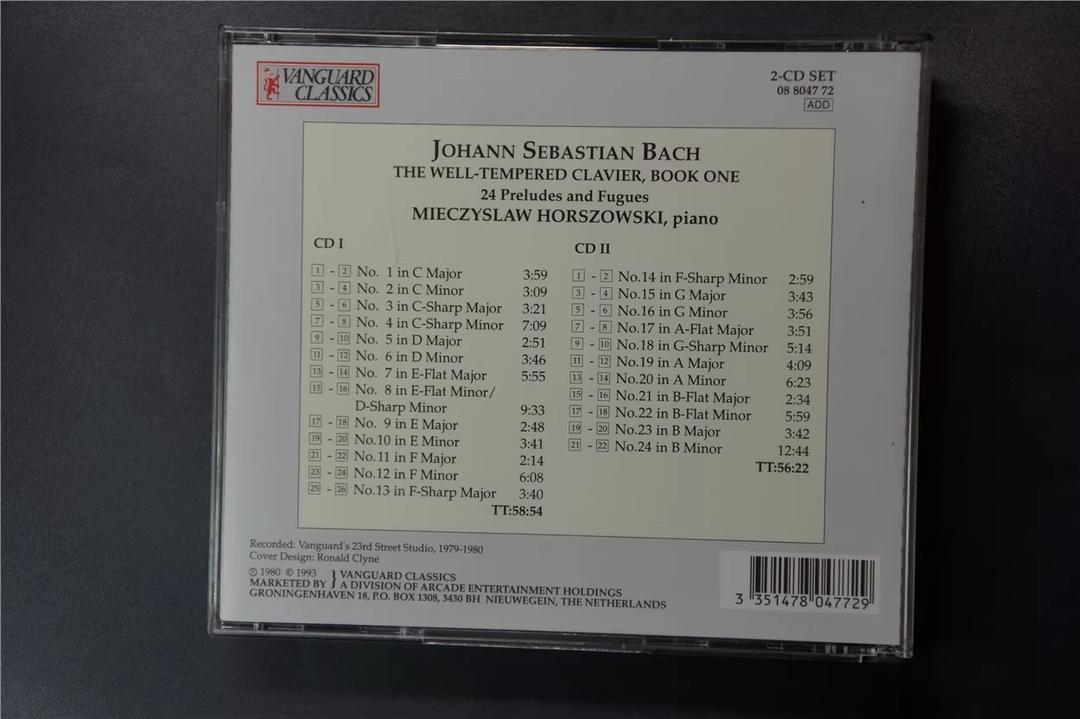 VANGUARD
CLASSICS
2-CD SET
08 8047 72
ADD
JOHANN SEBASTIAN BACH
THE WELL-TEMPERED CLAVIER, BOOK ONE
24 Preludes and Fugues
MIECZYSLAW HORSZOWSKI, piano
CD I
1 - 2 No. 1 in C Major 3:59
3 - 4 No. 2 in C Minor 3:09
5 - 6 No. 3 in C-Sharp Major 3:21
7 - 8 No. 4 in C-Sharp Minor 7:09
9 - 10 No. 5 in D Major 2:51
11 - 12 No. 6 in D Minor 3:46
13 - 14 No. 7 in E-Flat Major 5:55
15 - 16 No. 8 in E-Flat Minor/
D-Sharp Minor 9:33
17 - 18 No. 9 in E Major 2:48
19 - 20 No.10 in E Minor 3:41
21 - 22 No.11 in F Major 2:14
23 - 24 No.12 in F Minor 6:08
25 - 26 No.13 in F-Sharp Major 3:40
TT:58:54
CD II
1 - 2 No.14 in F-Sharp Minor 2:59
3 - 4 No.15 in G Major 3:43
5 - 6 No.16 in G Minor 3:56
7 - 8 No.17 in A-Flat Major 3:51
9 - 10 No.18 in G-Sharp Minor 5:14
11 - 12 No.19 in A Major 4:09
13 - 14 No.20 in A Minor 6:23
15 - 16 No.21 in B-Flat Major 2:34
17 - 18 No.22 in B-Flat Minor 5:59
19 - 20 No.23 in B Major 3:42
21 - 22 No.24 in B Minor 12:44
TT:56:22
Recorded: Vanguard's 23rd Street Studio, 1979-1980
Cover Design: Ronald Clyne
℗ 1980 © 1993
MARKETED BY } VANGUARD CLASSICS
A DIVISION OF ARCADE ENTERTAINMENT HOLDINGS
GRONINGENHAVEN 18, P.O. BOX 1308, 3430 BH NIEUWEGEIN, THE NETHERLANDS
3 351478 047729